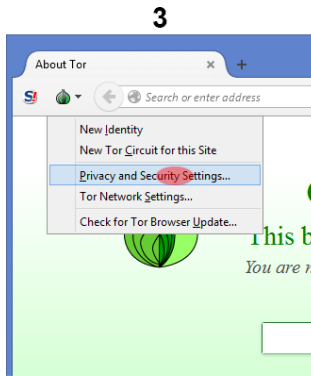 3
About Tor
S!
Search or enter address
New Identity
New Tor Circuit for this Site
Privacy and Security Settings...
Tor Network Settings...
Check for Tor Browser Update...
This b
You are